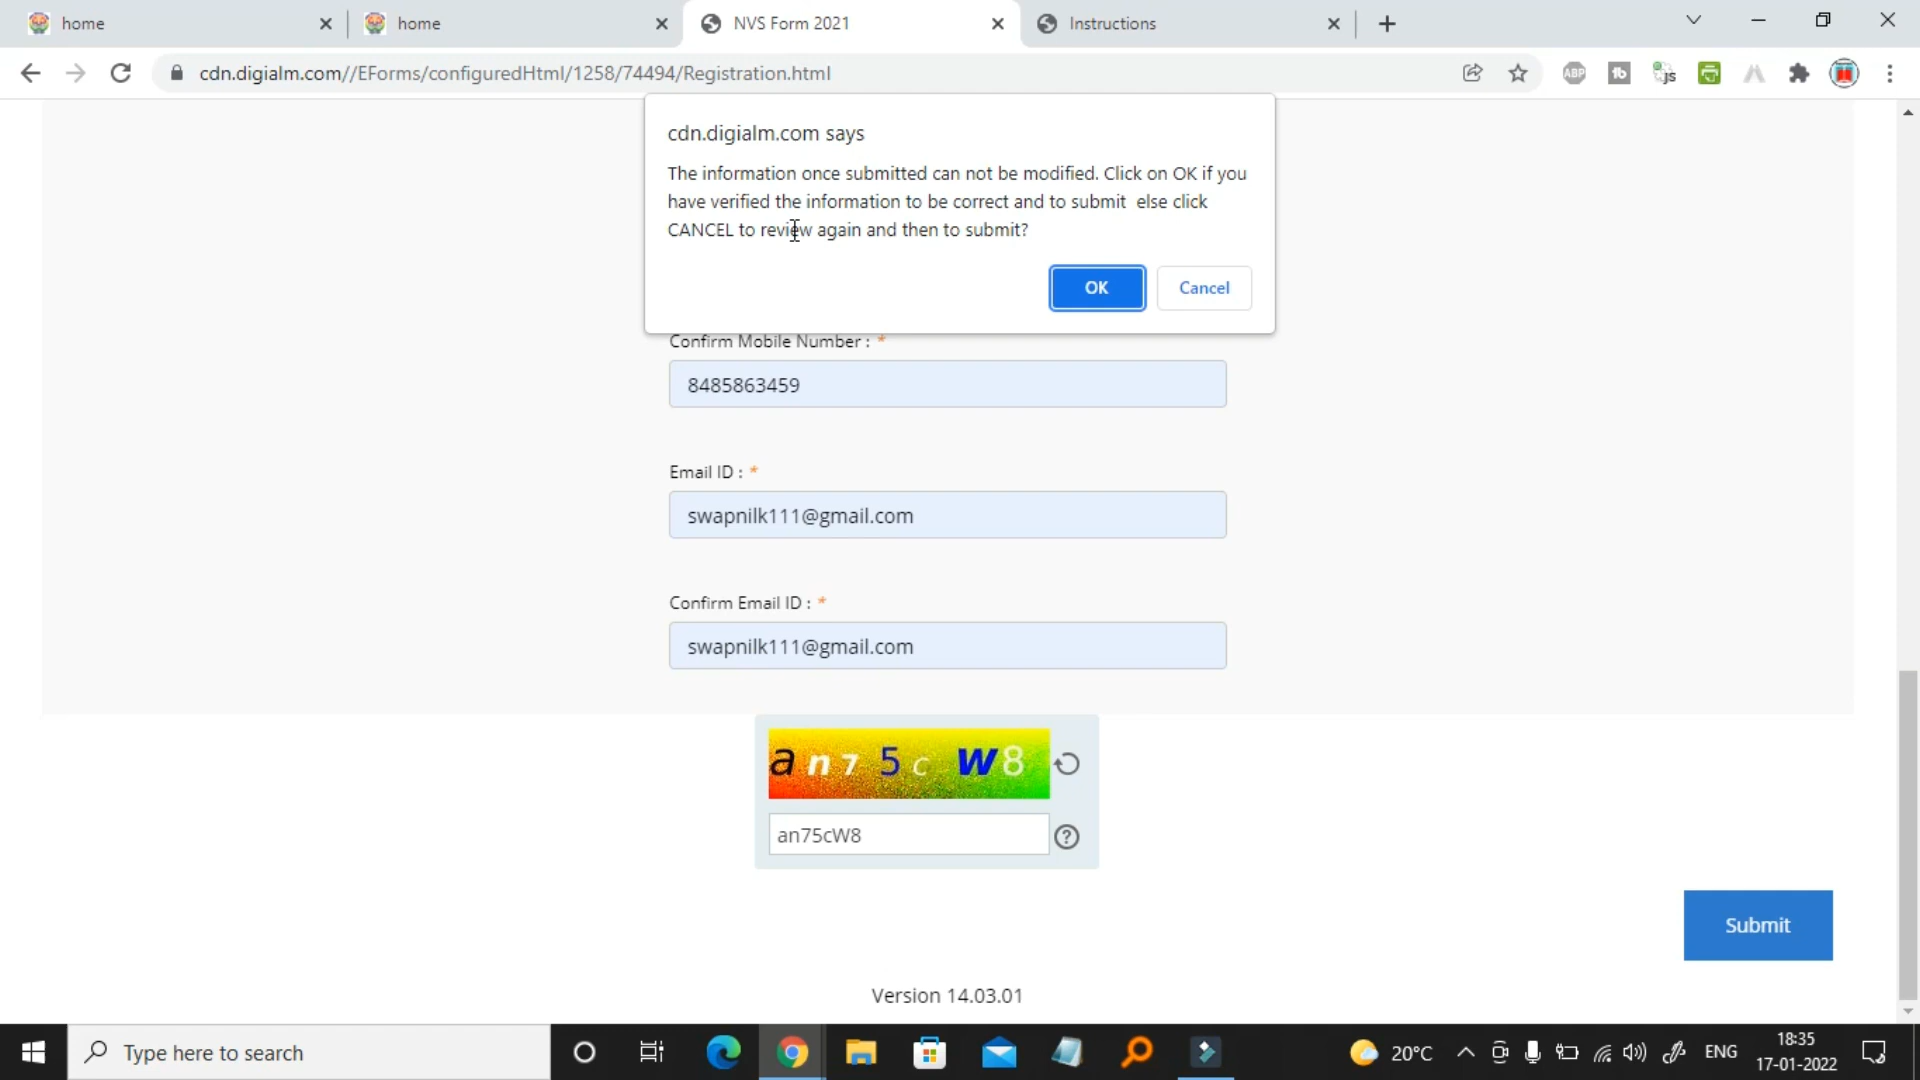 home
home
NVS Form 2021
Instructions
cdn.digialm.com//EForms/configuredHtml/1258/74494/Registration.html
ABP
tb
js
cdn.digialm.com says
The information once submitted can not be modified. Click on OK if you
have verified the information to be correct and to submit else click
CANCEL to review again and then to submit?
OK
Cancel
Confirm Mobile Number : *
8485863459
Email ID : *
swapnilk111@gmail.com
Confirm Email ID : *
swapnilk111@gmail.com
an75cW8
an75cW8
Submit
Version 14.03.01
Type here to search
20°C
ENG
18:35
17-01-2022